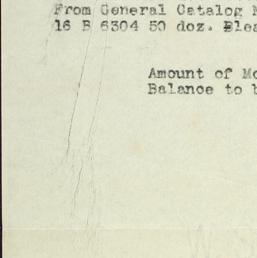 From General Catalog
16 B 6304 50 doz.
Amount of
Balance to